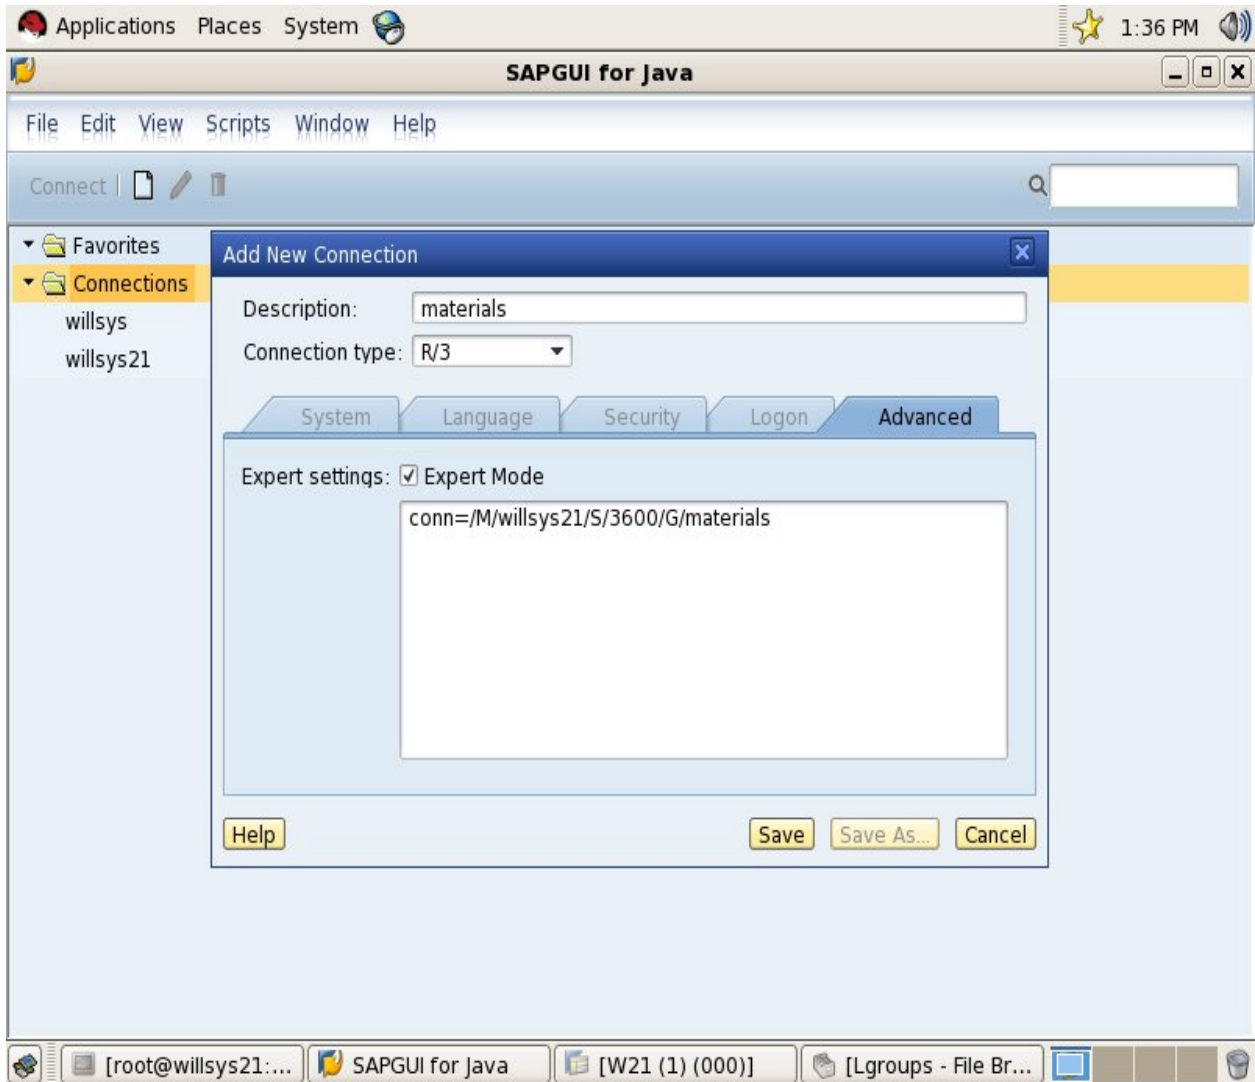 Applications Places System 1:36 PM
SAPGUI for Java
File Edit View Scripts Window Help
Connect
Favorites
Connections
willsys
willsys21
Add New Connection
Description: materials
Connection type: R/3
System Language Security Logon Advanced
Expert settings: Expert Mode
conn=/M/willsys21/S/3600/G/materials
Help Save Save As... Cancel
[root@willsys21:... SAPGUI for Java [W21 (1) (000)] [Lgroups - File Br...